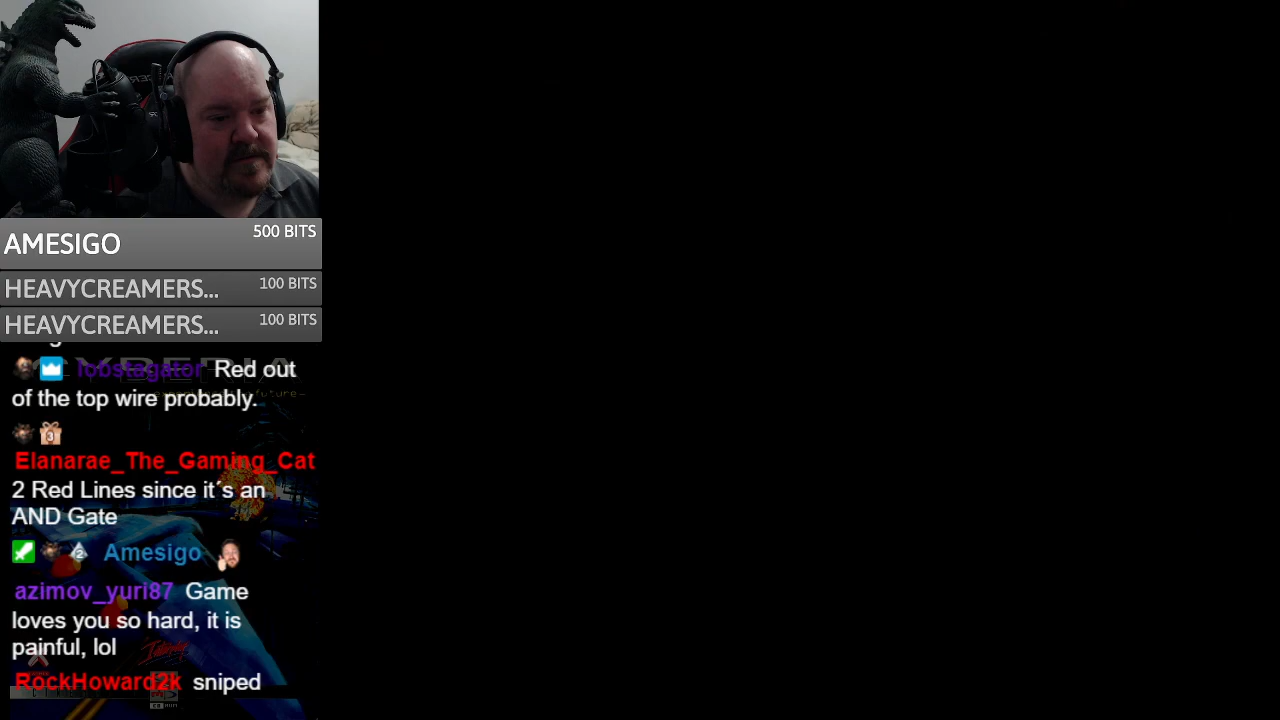 AMESIGO 500 BITS
HEAVYCREAMERS... 100 BITS
HEAVYCREAMERS... 100 BITS
CYBERIA
lobstagator Red out
of the top wire probably.
Elanarae_The_Gaming_Cat
2 Red Lines since it´s an
AND Gate
Amesigo
azimov_yuri87 Game
loves you so hard, it is
painful, lol
RockHoward2k sniped